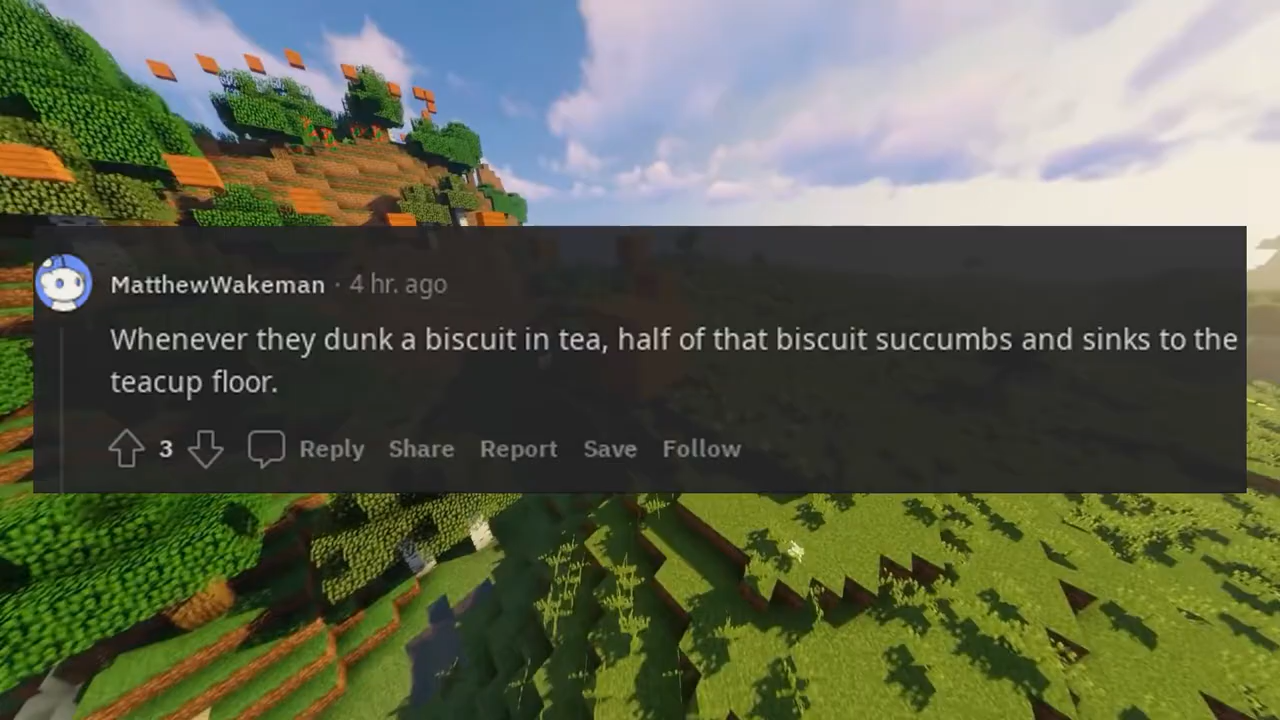 MatthewWakeman · 4 hr. ago
Whenever they dunk a biscuit in tea, half of that biscuit succumbs and sinks to the
teacup floor.
3 Reply Share Report Save Follow